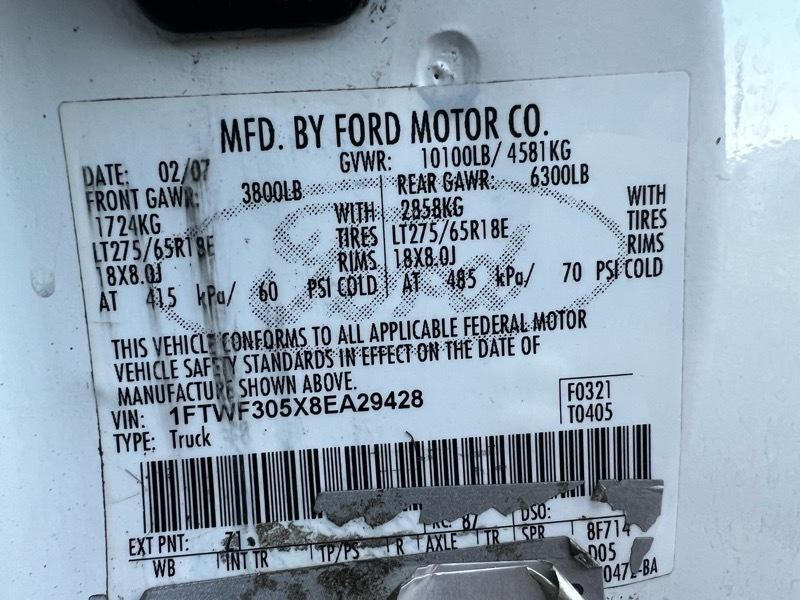 MFD. BY FORD MOTOR CO.
DATE: 02/07 GVWR: 10100LB/ 4581KG
FRONT GAWR: 3800LB REAR GAWR: 6300LB
1724KG WITH 2858KG WITH
LT275/65R18E TIRES LT275/65R18E TIRES
18X8.0J RIMS 18X8.0J RIMS
AT 415 kPa/ 60 PSI COLD AT 485 kPa/ 70 PSI COLD
Ford
THIS VEHICLE CONFORMS TO ALL APPLICABLE FEDERAL MOTOR
VEHICLE SAFETY STANDARDS IN EFFECT ON THE DATE OF
MANUFACTURE SHOWN ABOVE.
VIN: 1FTWF305X8EA29428 F0321
TYPE: Truck T0405
EXT PNT: RC: 87 DSO: 8F714
WB INT TR TP/PS R AXLE TR SPR D05